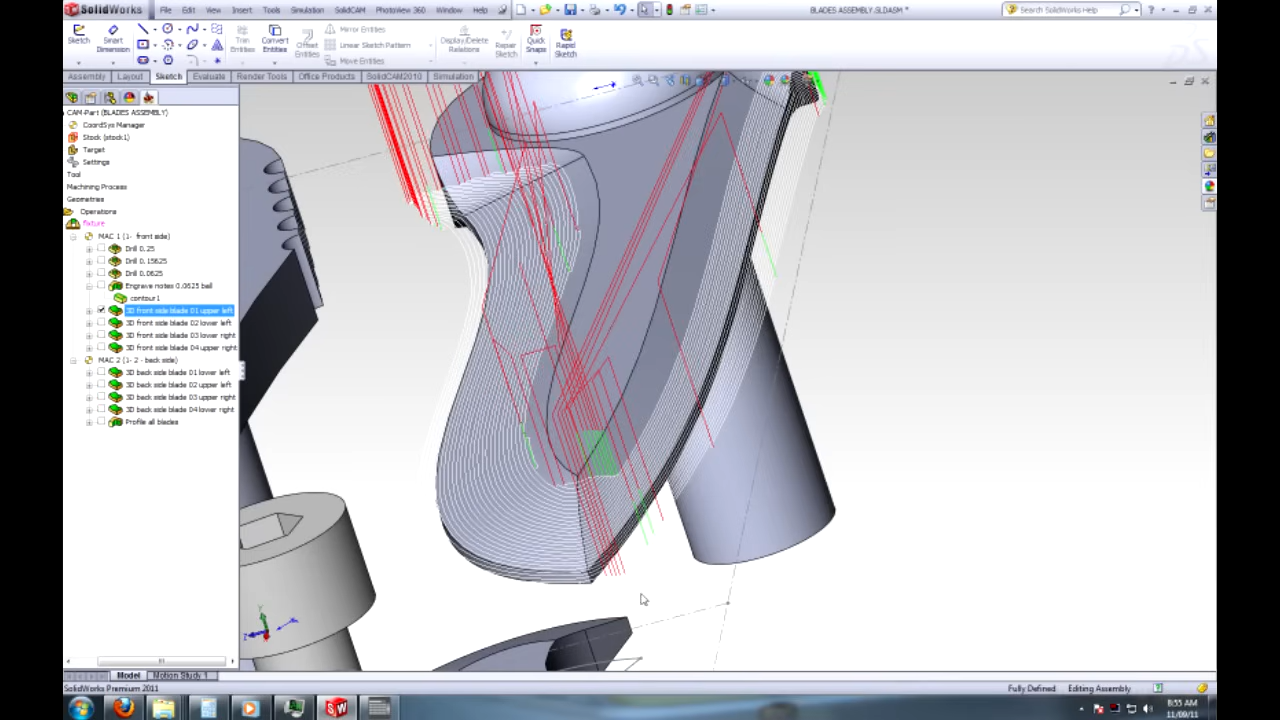 SolidWorks File Edit View Insert Tools SolidCAM PhotoView 360 Window Help BLADES ASSEMBLY.SLDASM * Search SolidWorks Help
Sketch Smart Dimension Trim Entities Convert Entities Offset Entities Mirror Entities Linear Sketch Pattern Move Entities Display/Delete Relations Repair Sketch Quick Snaps Rapid Sketch
Assembly Layout Sketch Evaluate Render Tools Office Products SolidCAM2010 Simulation
CAM-Part (BLADES ASSEMBLY)
CoordSys Manager
Stock (stock1)
Target
Settings
Tool
Machining Process
Geometries
Operations
fixture
MAC 1 (1- front side)
Drill 0.25
Drill 0.15625
Drill 0.0625
Engrave notes 0.0625 ball
contour1
3D front side blade 01 upper left
3D front side blade 02 lower left
3D front side blade 03 lower right
3D front side blade 04 upper right
MAC 2 (1- 2 - back side)
3D back side blade 01 lower left
3D back side blade 02 upper left
3D back side blade 03 upper right
3D back side blade 04 lower right
Profile all blades
Y
Z
X
Model Motion Study 1
SolidWorks Premium 2011 Fully Defined Editing Assembly
8:55 AM
11/09/11